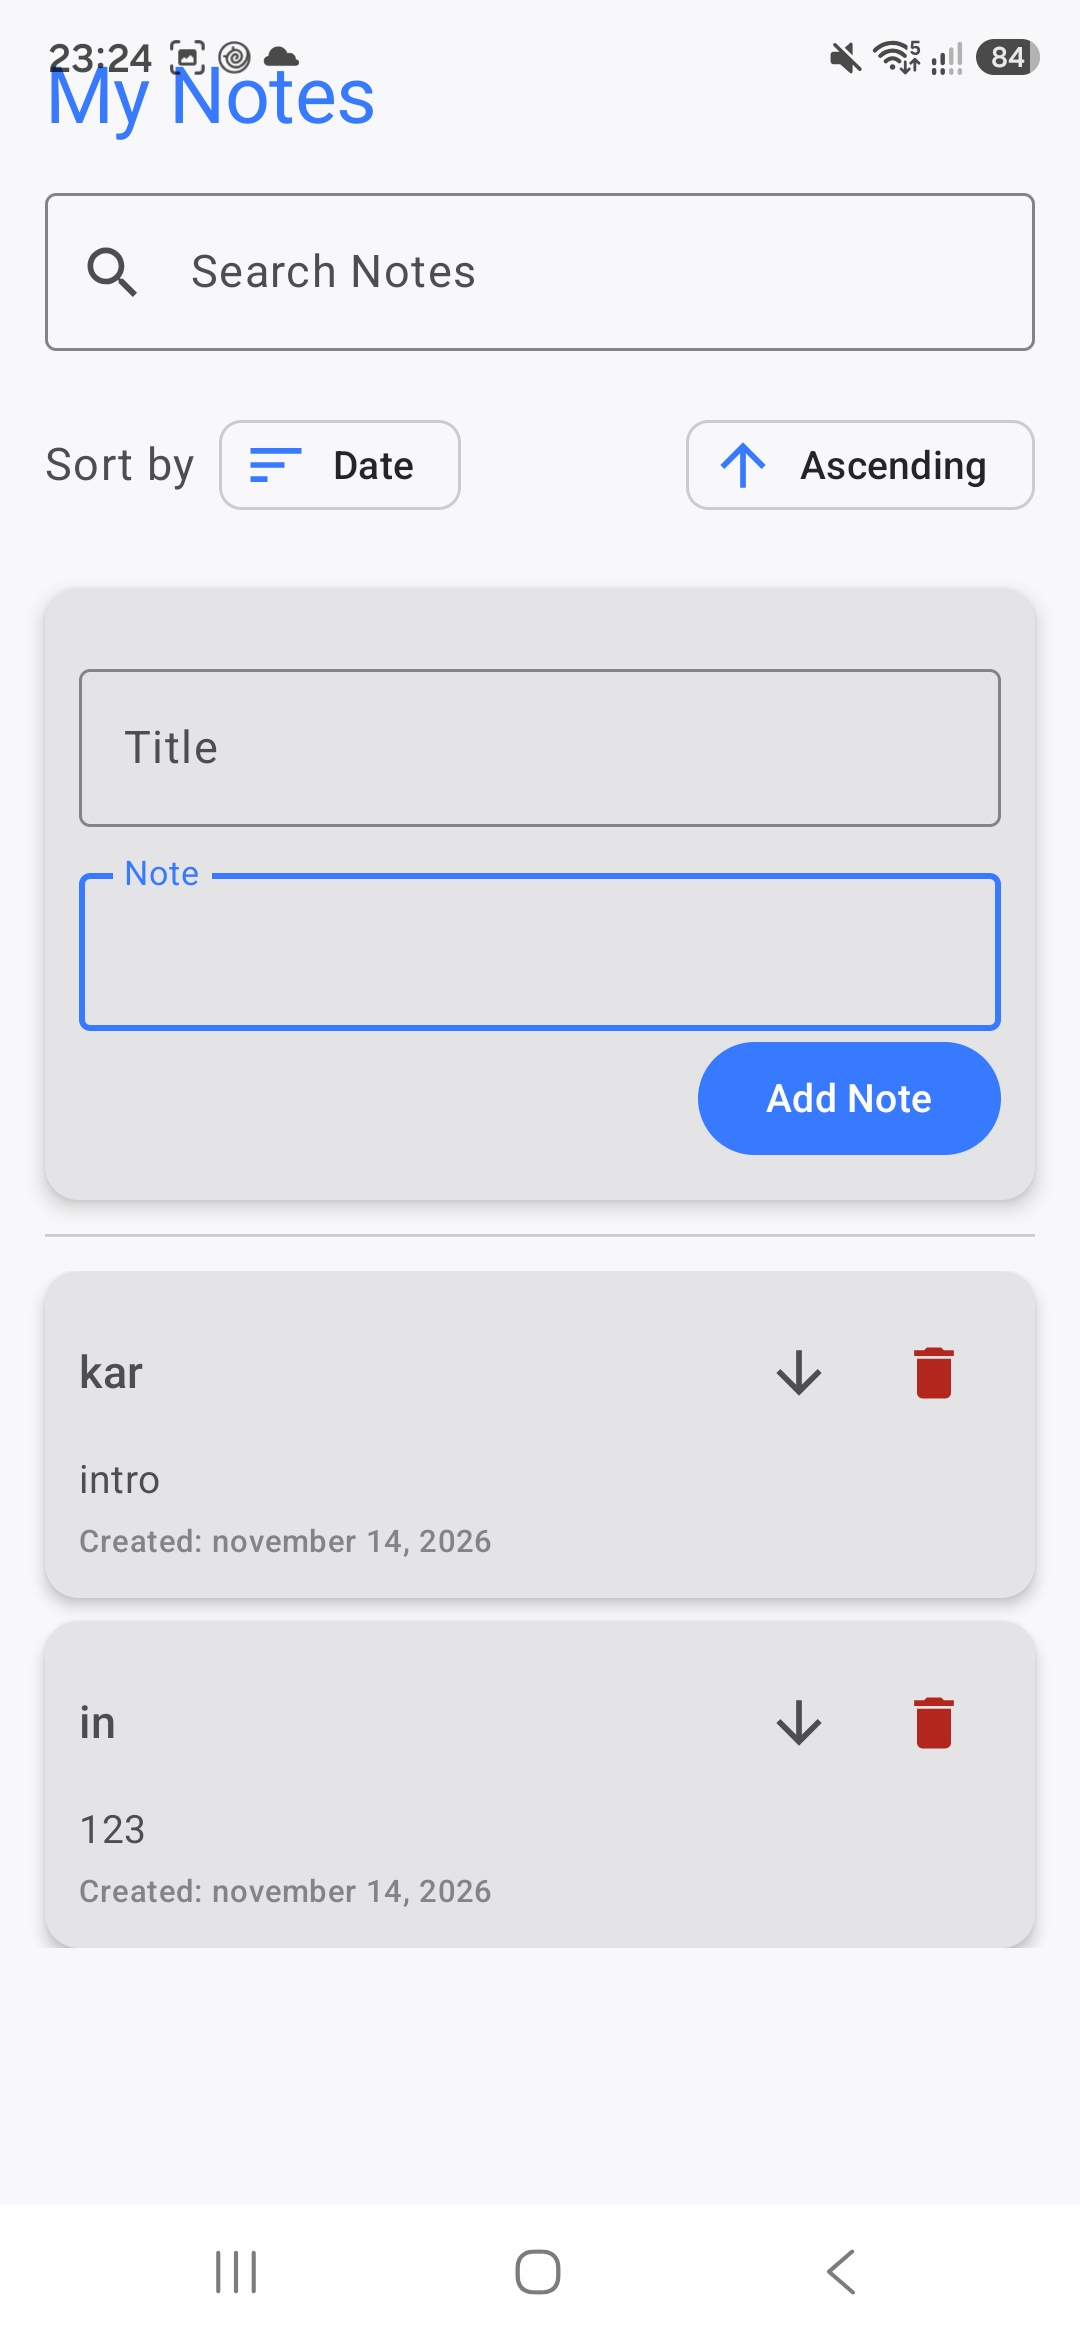 23:24 5 84
My Notes
Search Notes
Sort by Date Ascending
Title
Note
Add Note
kar
intro
Created: november 14, 2026
in
123
Created: november 14, 2026